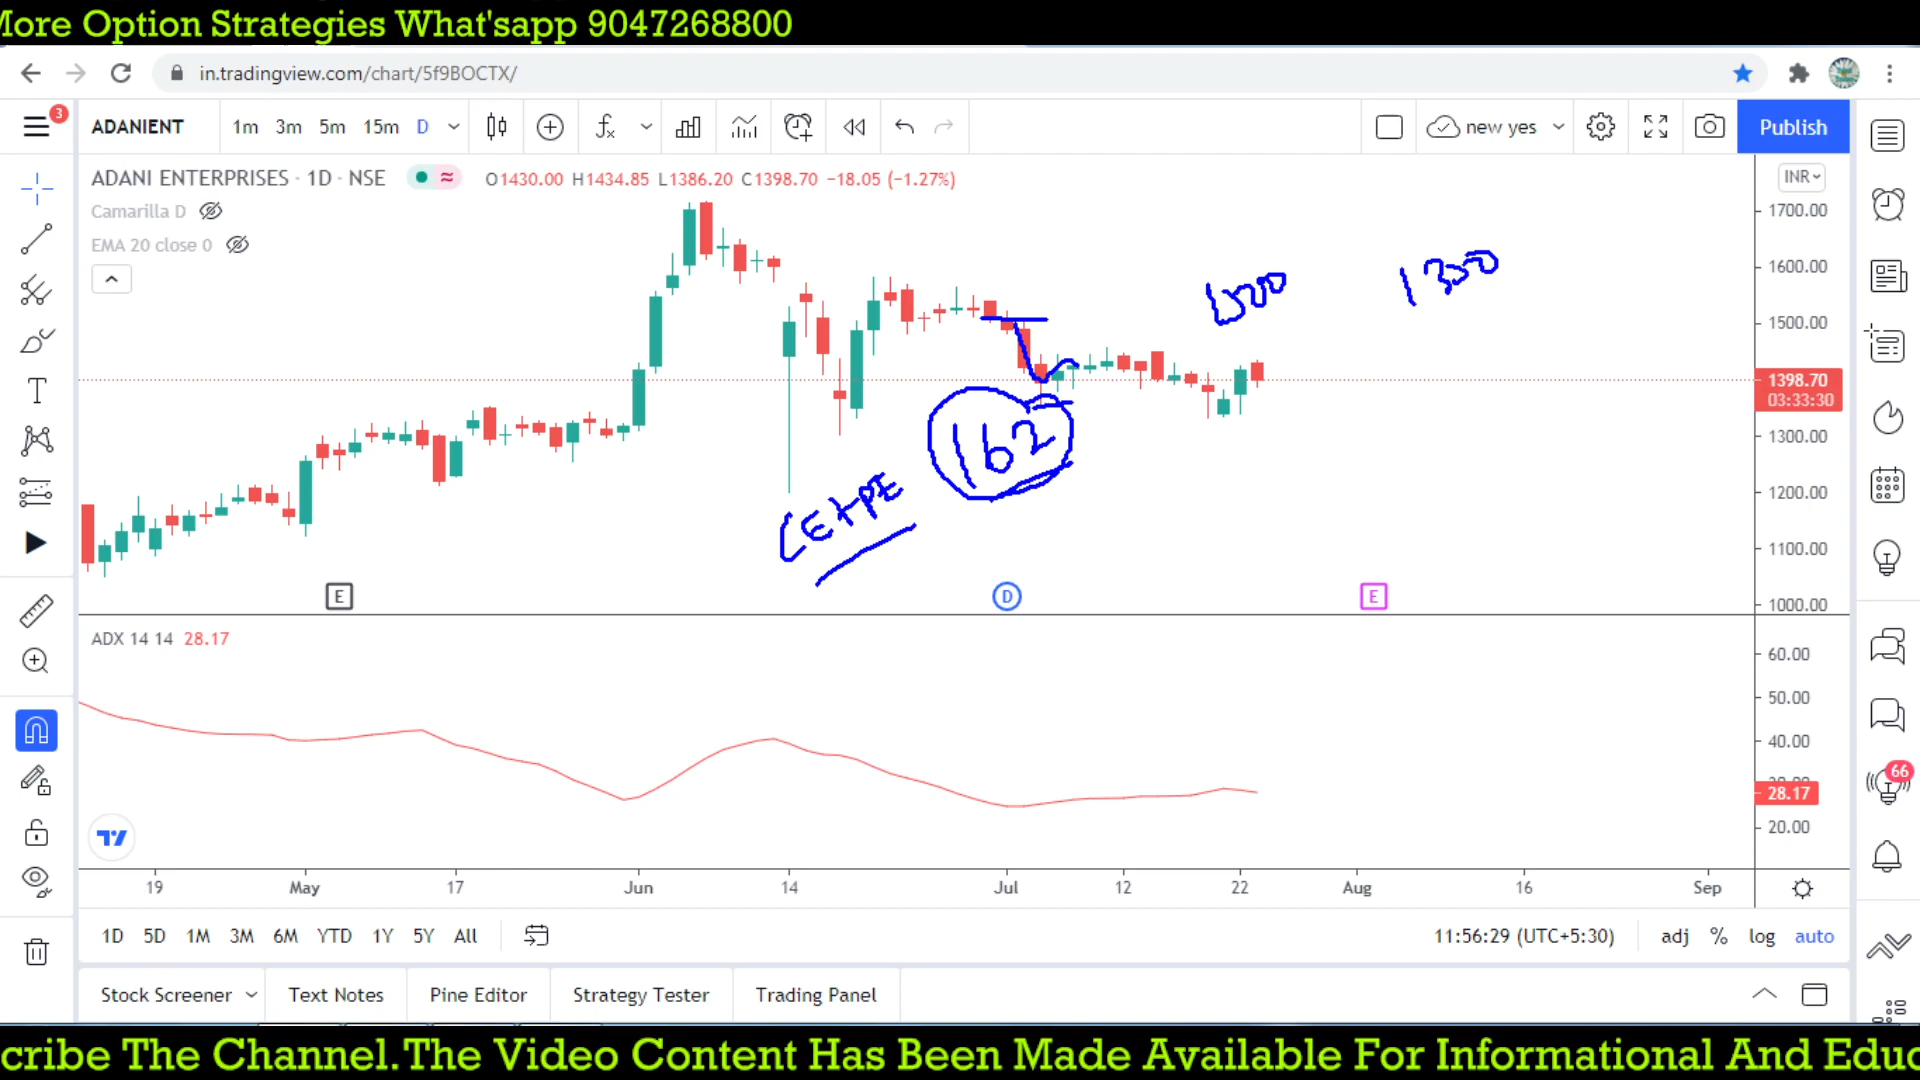 More Option Strategies What'sapp 9047268800
in.tradingview.com/chart/5f9BOCTX/
3
ADANIENT 1m 3m 5m 15m D fx new yes Publish
ADANI ENTERPRISES · 1D · NSE O1430.00 H1434.85 L1386.20 C1398.70 −18.05 (−1.27%) INR
Camarilla D
EMA 20 close 0
1700.00
1600.00
1500.00
1398.70
03:33:30
1300.00
1200.00
1100.00
1000.00
1300
162
CE+PE
E D E
ADX 14 14 28.17
60.00
50.00
40.00
28.17
20.00
66
19 May 17 Jun 14 Jul 12 22 Aug 16 Sep
1D 5D 1M 3M 6M YTD 1Y 5Y All 11:56:29 (UTC+5:30) adj % log auto
Stock Screener Text Notes Pine Editor Strategy Tester Trading Panel
cribe The Channel.The Video Content Has Been Made Available For Informational And Educ